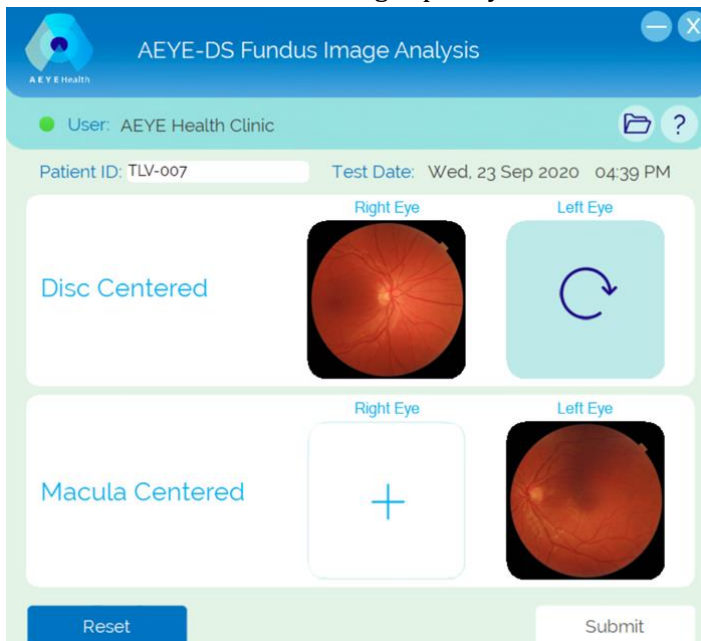 AEYE-DS Fundus Image Analysis
AEYE Health
User: AEYE Health Clinic
?
Patient ID: TLV-007 Test Date: Wed, 23 Sep 2020 04:39 PM
Right Eye Left Eye
Disc Centered
Right Eye Left Eye
Macula Centered
Reset Submit